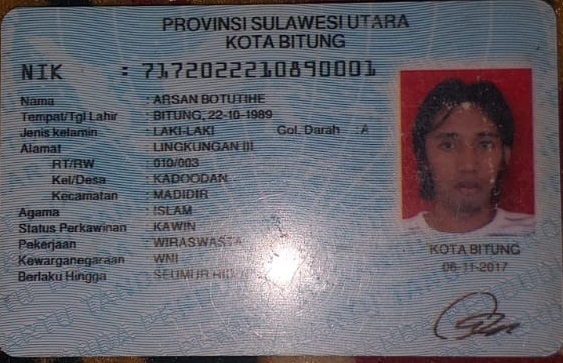 PROVINSI SULAWESI UTARA
KOTA BITUNG
NIK : 7172022210890001
Nama : ARSAN BOTUTIHE
Tempat/Tgl Lahir : BITUNG, 22-10-1989
Jenis kelamin : LAKI-LAKI Gol. Darah : A
Alamat : LINGKUNGAN III
RT/RW : 010/003
Kel/Desa : KADOODAN
Kecamatan : MADIDIR
Agama : ISLAM
Status Perkawinan : KAWIN
Pekerjaan : WIRASWASTA
Kewarganegaraan : WNI
Berlaku Hingga : SEUMUR
KOTA BITUNG
06-11-2017